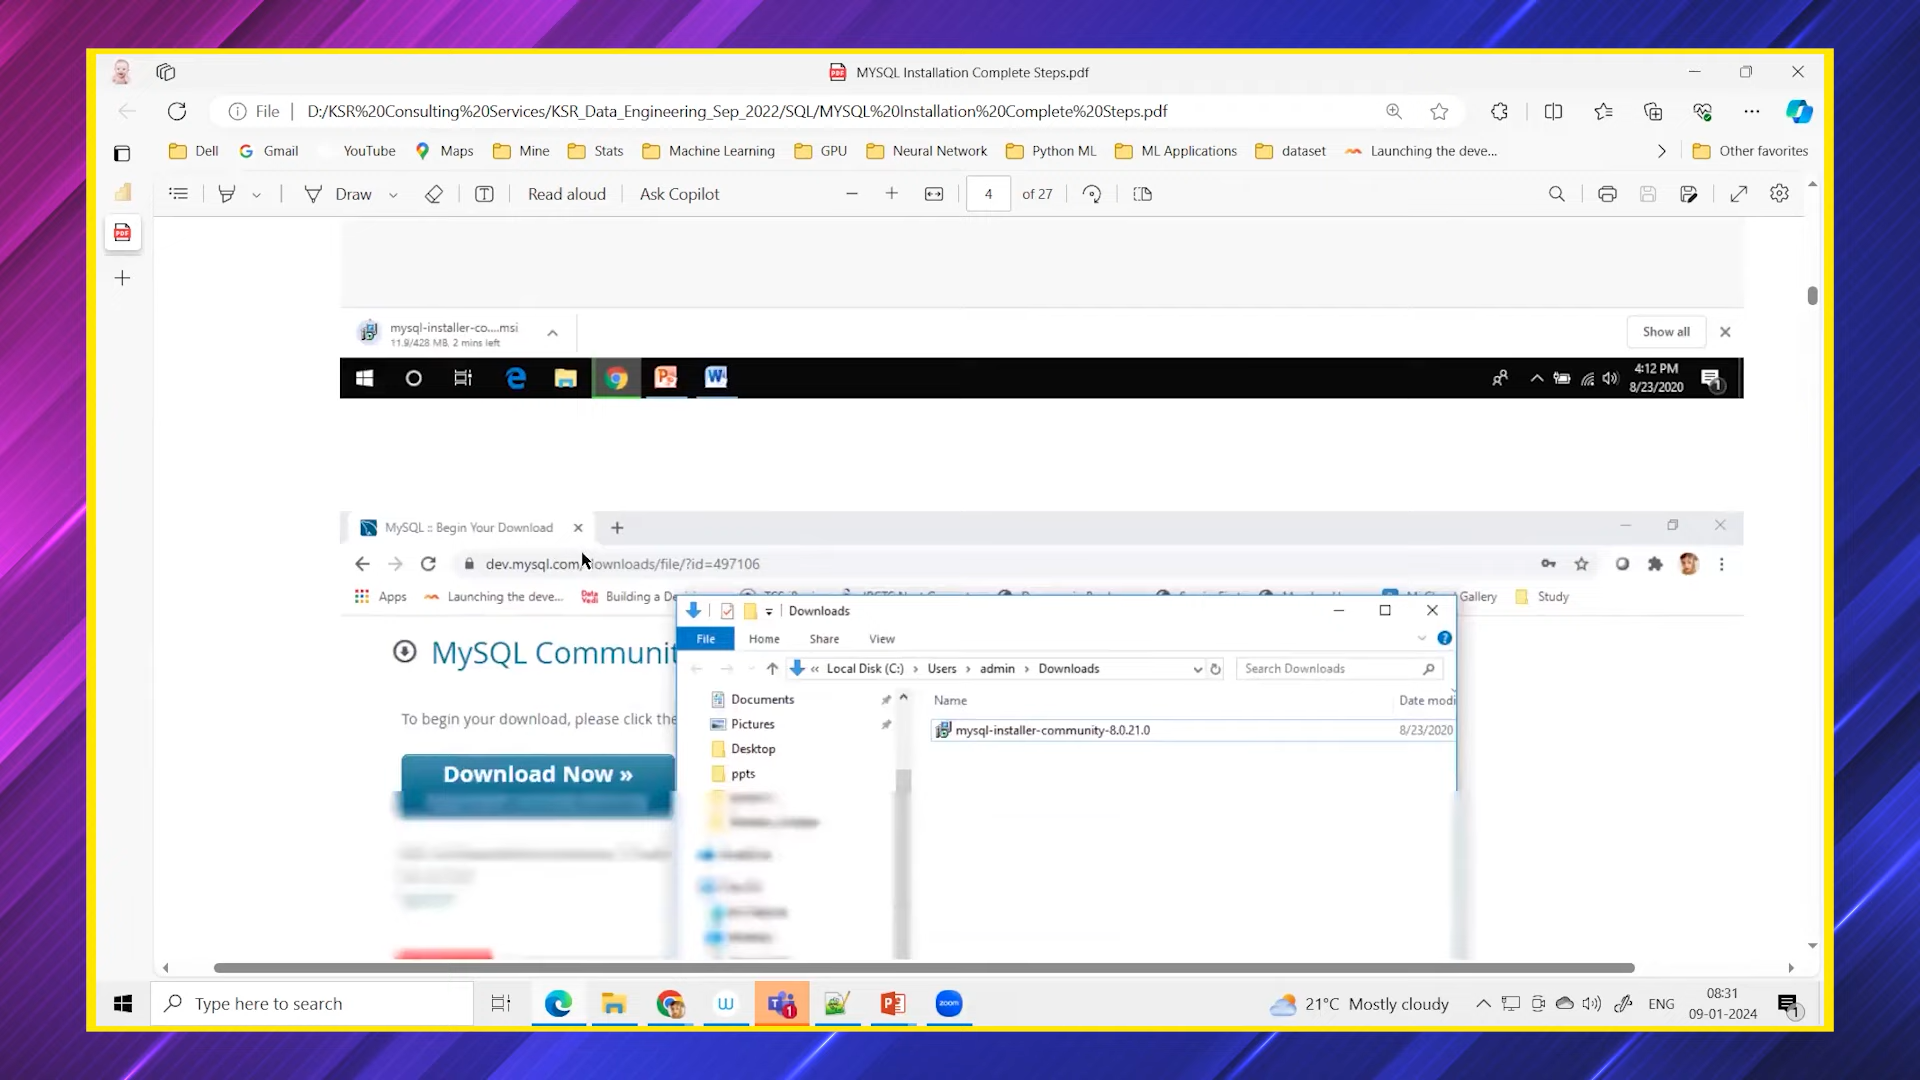 MYSQL Installation Complete Steps.pdf
File
D:/KSR%20Consulting%20Services/KSR_Data_Engineering_Sep_2022/SQL/MYSQL%20Installation%20Complete%20Steps.pdf
Dell Gmail YouTube Maps Mine Stats Machine Learning GPU Neural Network Python ML ML Applications dataset Launching the deve... Other favorites
Draw Read aloud Ask Copilot 4 of 27
mysql-installer-co....msi
11.9/428 MB, 2 mins left
Show all
4:12 PM
8/23/2020
1
MySQL :: Begin Your Download
dev.mysql.com/downloads/file/?id=497106
Apps Launching the deve... Building a De Gallery Study
Downloads
File Home Share View
MySQL Communit
« Local Disk (C:) › Users › admin › Downloads
Search Downloads
Documents
Name
Date modi
To begin your download, please click the
Pictures
mysql-installer-community-8.0.21.0
8/23/2020
Desktop
ppts
Download Now »
Type here to search
zoom
21°C Mostly cloudy
ENG
08:31
09-01-2024
1